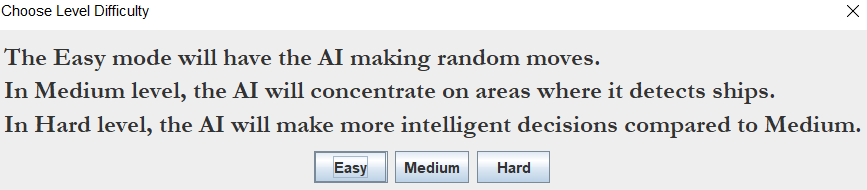 Choose Level Difficulty
The Easy mode will have the AI making random moves.
In Medium level, the AI will concentrate on areas where it detects ships.
In Hard level, the AI will make more intelligent decisions compared to Medium.
Easy Medium Hard